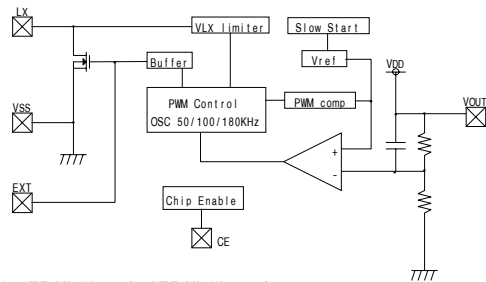 LX
VLX limiter
Slow Start
Buffer
Vref
VDD
VSS
PWM Control
OSC 50/100/180KHz
PWM comp
VOUT
+
-
EXT
Chip Enable
CE